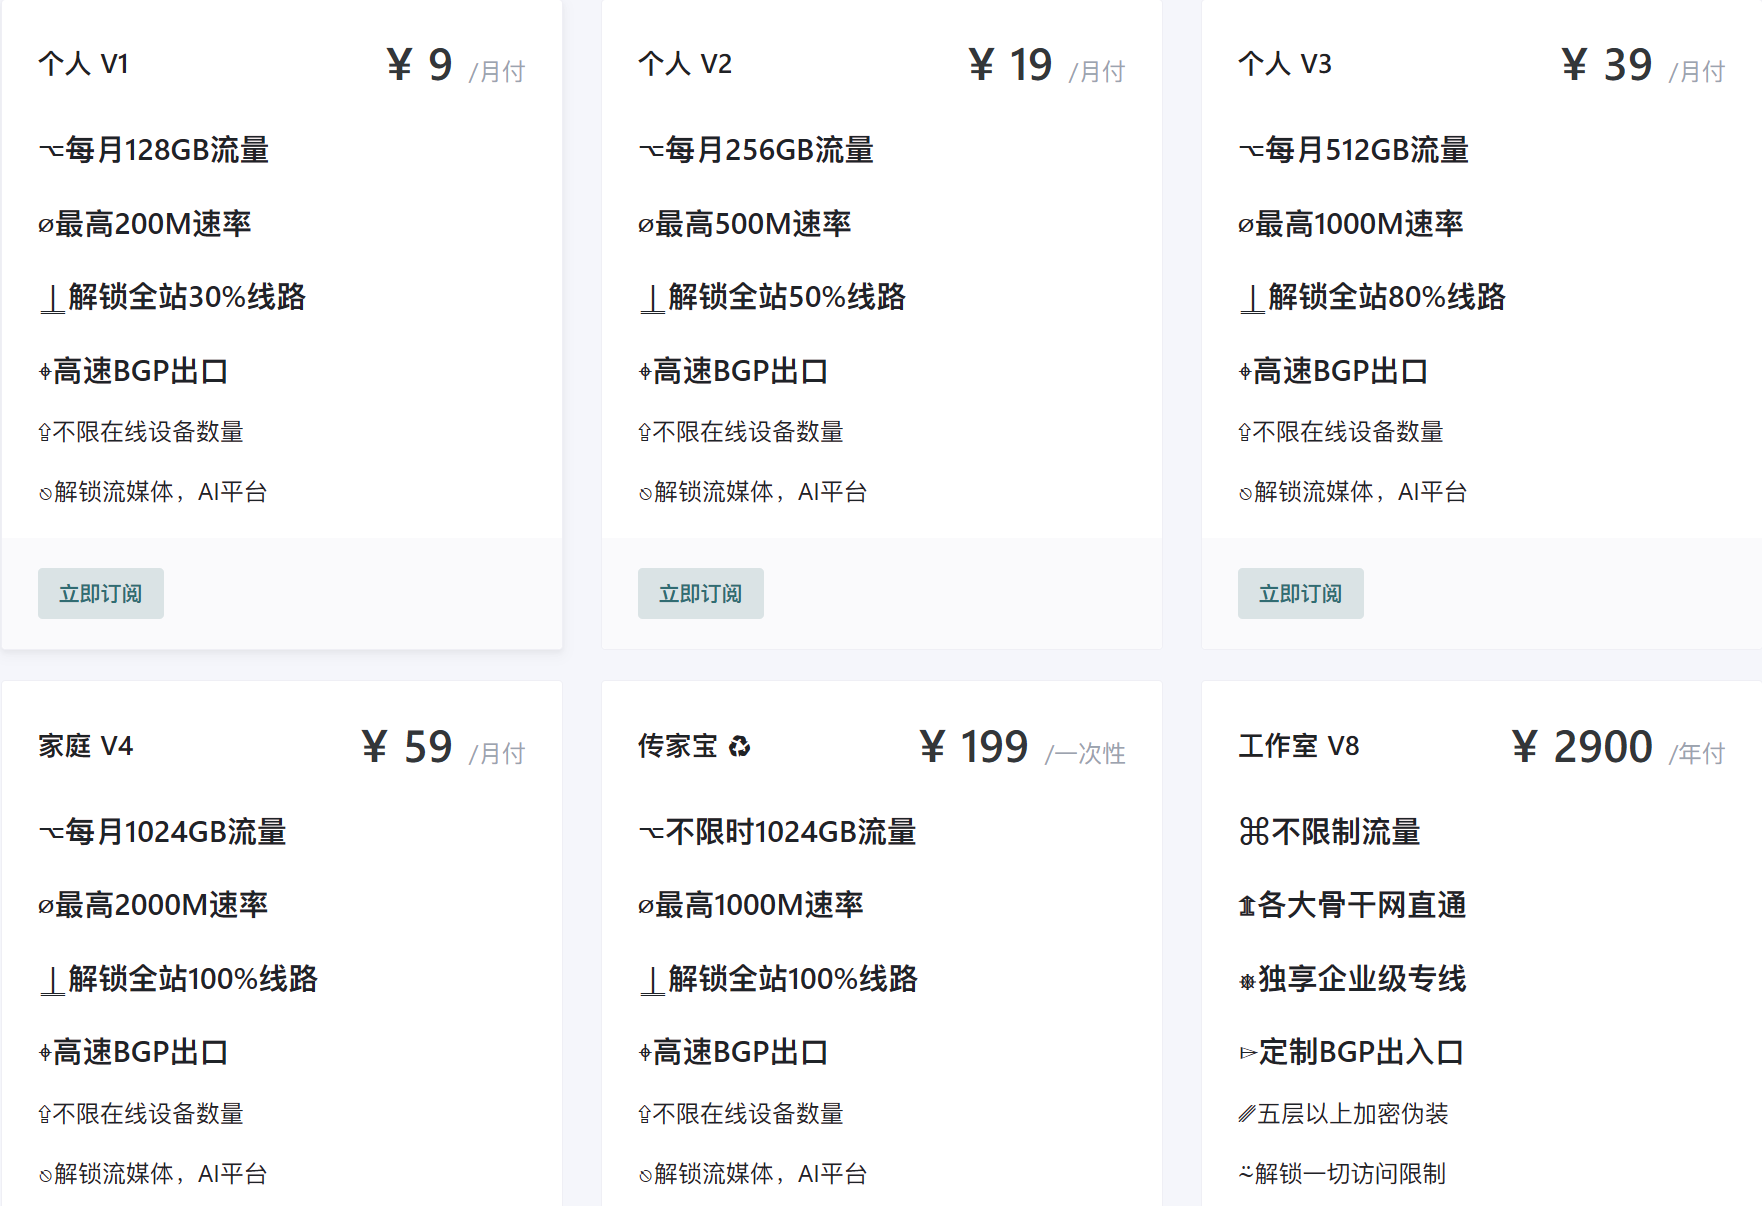 个人 V1
¥ 9 /月付
⌥每月128GB流量
⌀最高200M速率
⏊解锁全站30%线路
⌖高速BGP出口
⇪不限在线设备数量
⦰解锁流媒体，AI平台
立即订阅
个人 V2
¥ 19 /月付
⌥每月256GB流量
⌀最高500M速率
⏊解锁全站50%线路
⌖高速BGP出口
⇪不限在线设备数量
⦰解锁流媒体，AI平台
立即订阅
个人 V3
¥ 39 /月付
⌥每月512GB流量
⌀最高1000M速率
⏊解锁全站80%线路
⌖高速BGP出口
⇪不限在线设备数量
⦰解锁流媒体，AI平台
立即订阅
家庭 V4
¥ 59 /月付
⌥每月1024GB流量
⌀最高2000M速率
⏊解锁全站100%线路
⌖高速BGP出口
⇪不限在线设备数量
⦰解锁流媒体，AI平台
传家宝 ♻
¥ 199 /一次性
⌥不限时1024GB流量
⌀最高1000M速率
⏊解锁全站100%线路
⌖高速BGP出口
⇪不限在线设备数量
⦰解锁流媒体，AI平台
工作室 V8
¥ 2900 /年付
⌘不限制流量
各大骨干网直通
独享企业级专线
定制BGP出入口
五层以上加密伪装
解锁一切访问限制